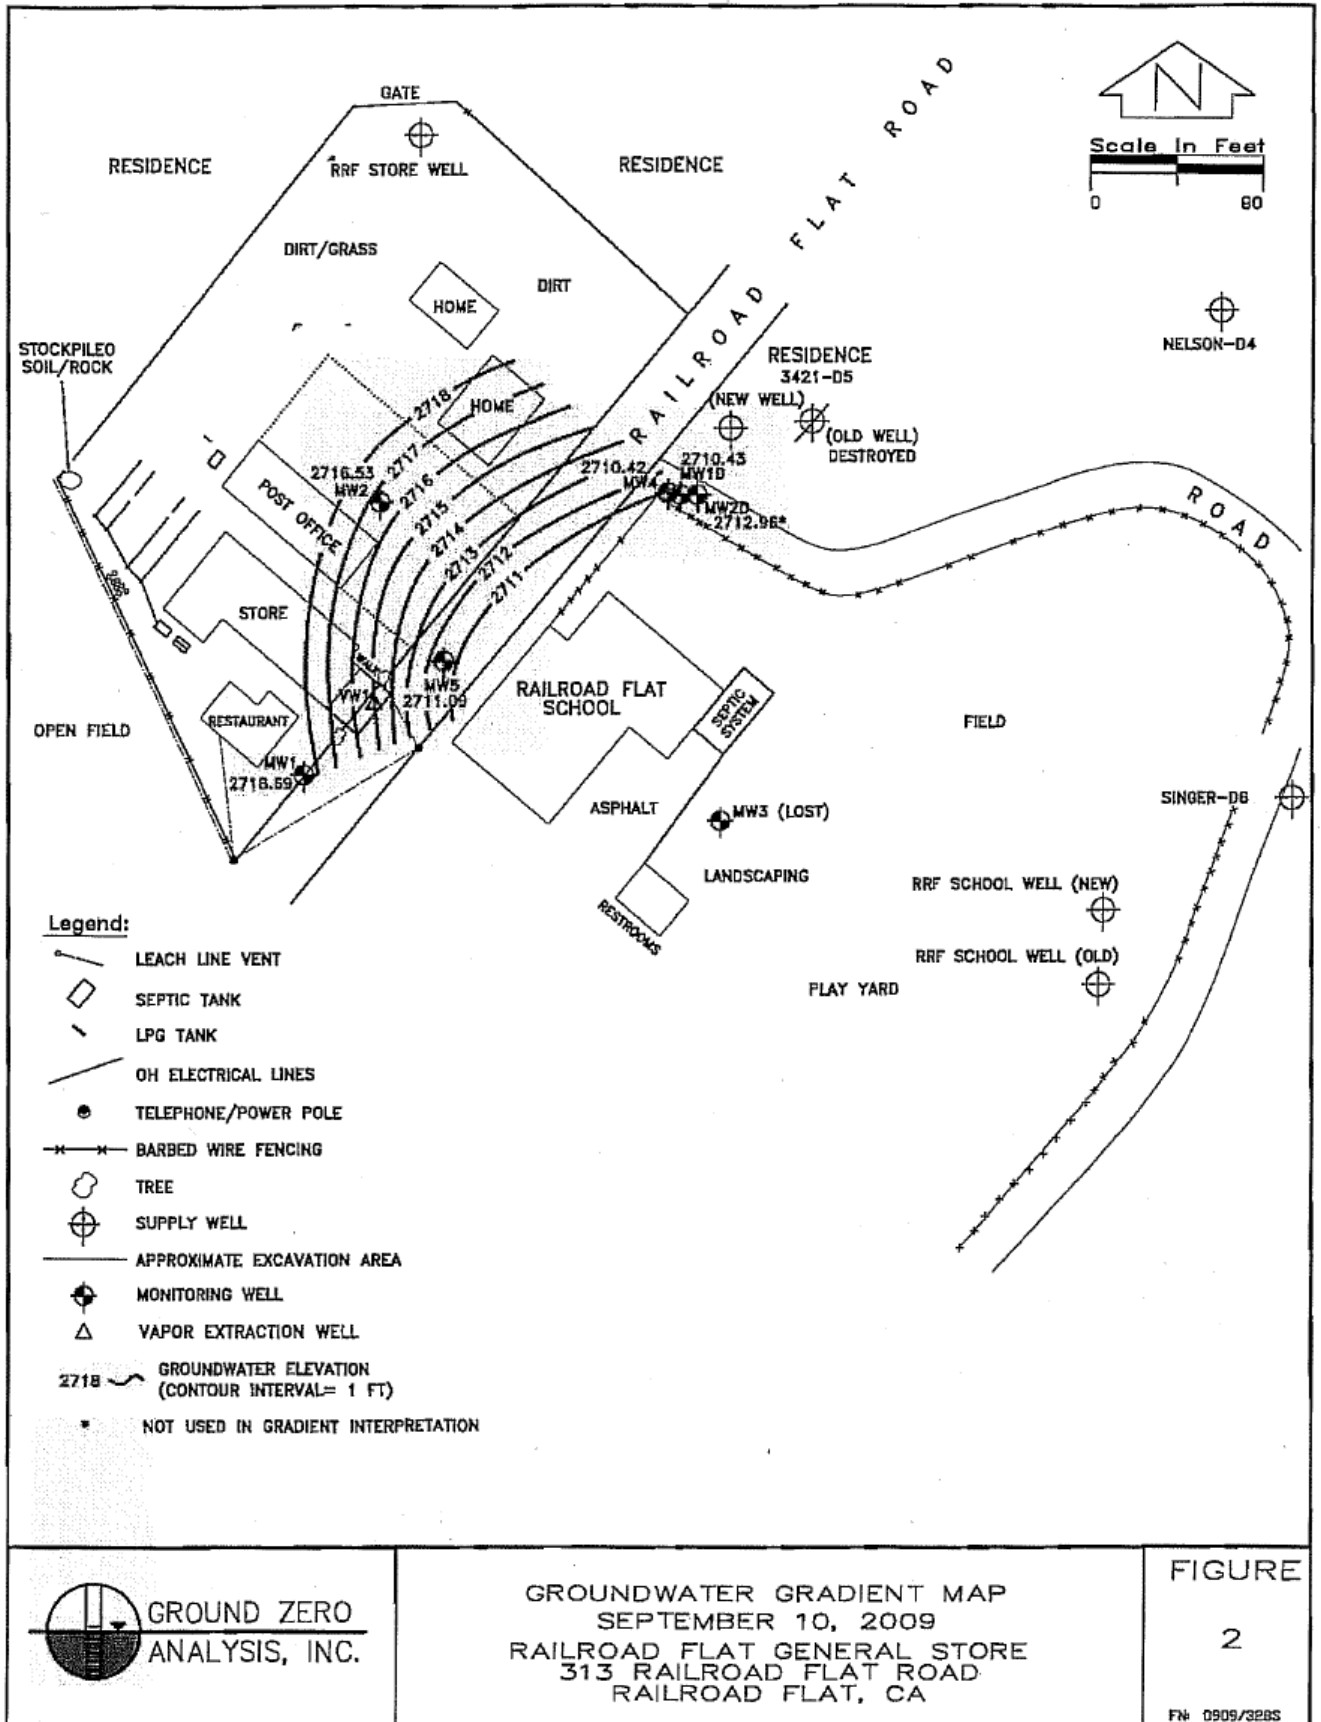 GATE
RESIDENCE
RRF STORE WELL
RESIDENCE
RAILROAD FLAT ROAD
N
Scale In Feet
0 80
DIRT/GRASS
DIRT
HOME
NELSON-D4
STOCKPILED
SOIL/ROCK
RESIDENCE
3421-D5
(NEW WELL)
(OLD WELL)
DESTROYED
HOME
2718
2717
2716
2715
2714
2713
2712
2711
2716.53
MW2
POST OFFICE
2710.42
MW4
2710.43
MW1D
MW2D
2712.96*
ROAD
STORE
WALK
VW1
MW5
2711.09
RESTAURANT
OPEN FIELD
MW1
2718.59
RAILROAD FLAT
SCHOOL
SEPTIC
SYSTEM
FIELD
ASPHALT
MW3 (LOST)
SINGER-D6
LANDSCAPING
RESTROOMS
RRF SCHOOL WELL (NEW)
RRF SCHOOL WELL (OLD)
PLAY YARD
Legend:
LEACH LINE VENT
SEPTIC TANK
LPG TANK
OH ELECTRICAL LINES
TELEPHONE/POWER POLE
BARBED WIRE FENCING
TREE
SUPPLY WELL
APPROXIMATE EXCAVATION AREA
MONITORING WELL
VAPOR EXTRACTION WELL
2718 GROUNDWATER ELEVATION
(CONTOUR INTERVAL= 1 FT)
* NOT USED IN GRADIENT INTERPRETATION
GROUND ZERO
ANALYSIS, INC.
GROUNDWATER GRADIENT MAP
SEPTEMBER 10, 2009
RAILROAD FLAT GENERAL STORE
313 RAILROAD FLAT ROAD
RAILROAD FLAT, CA
FIGURE
2
FN: 0909/328S